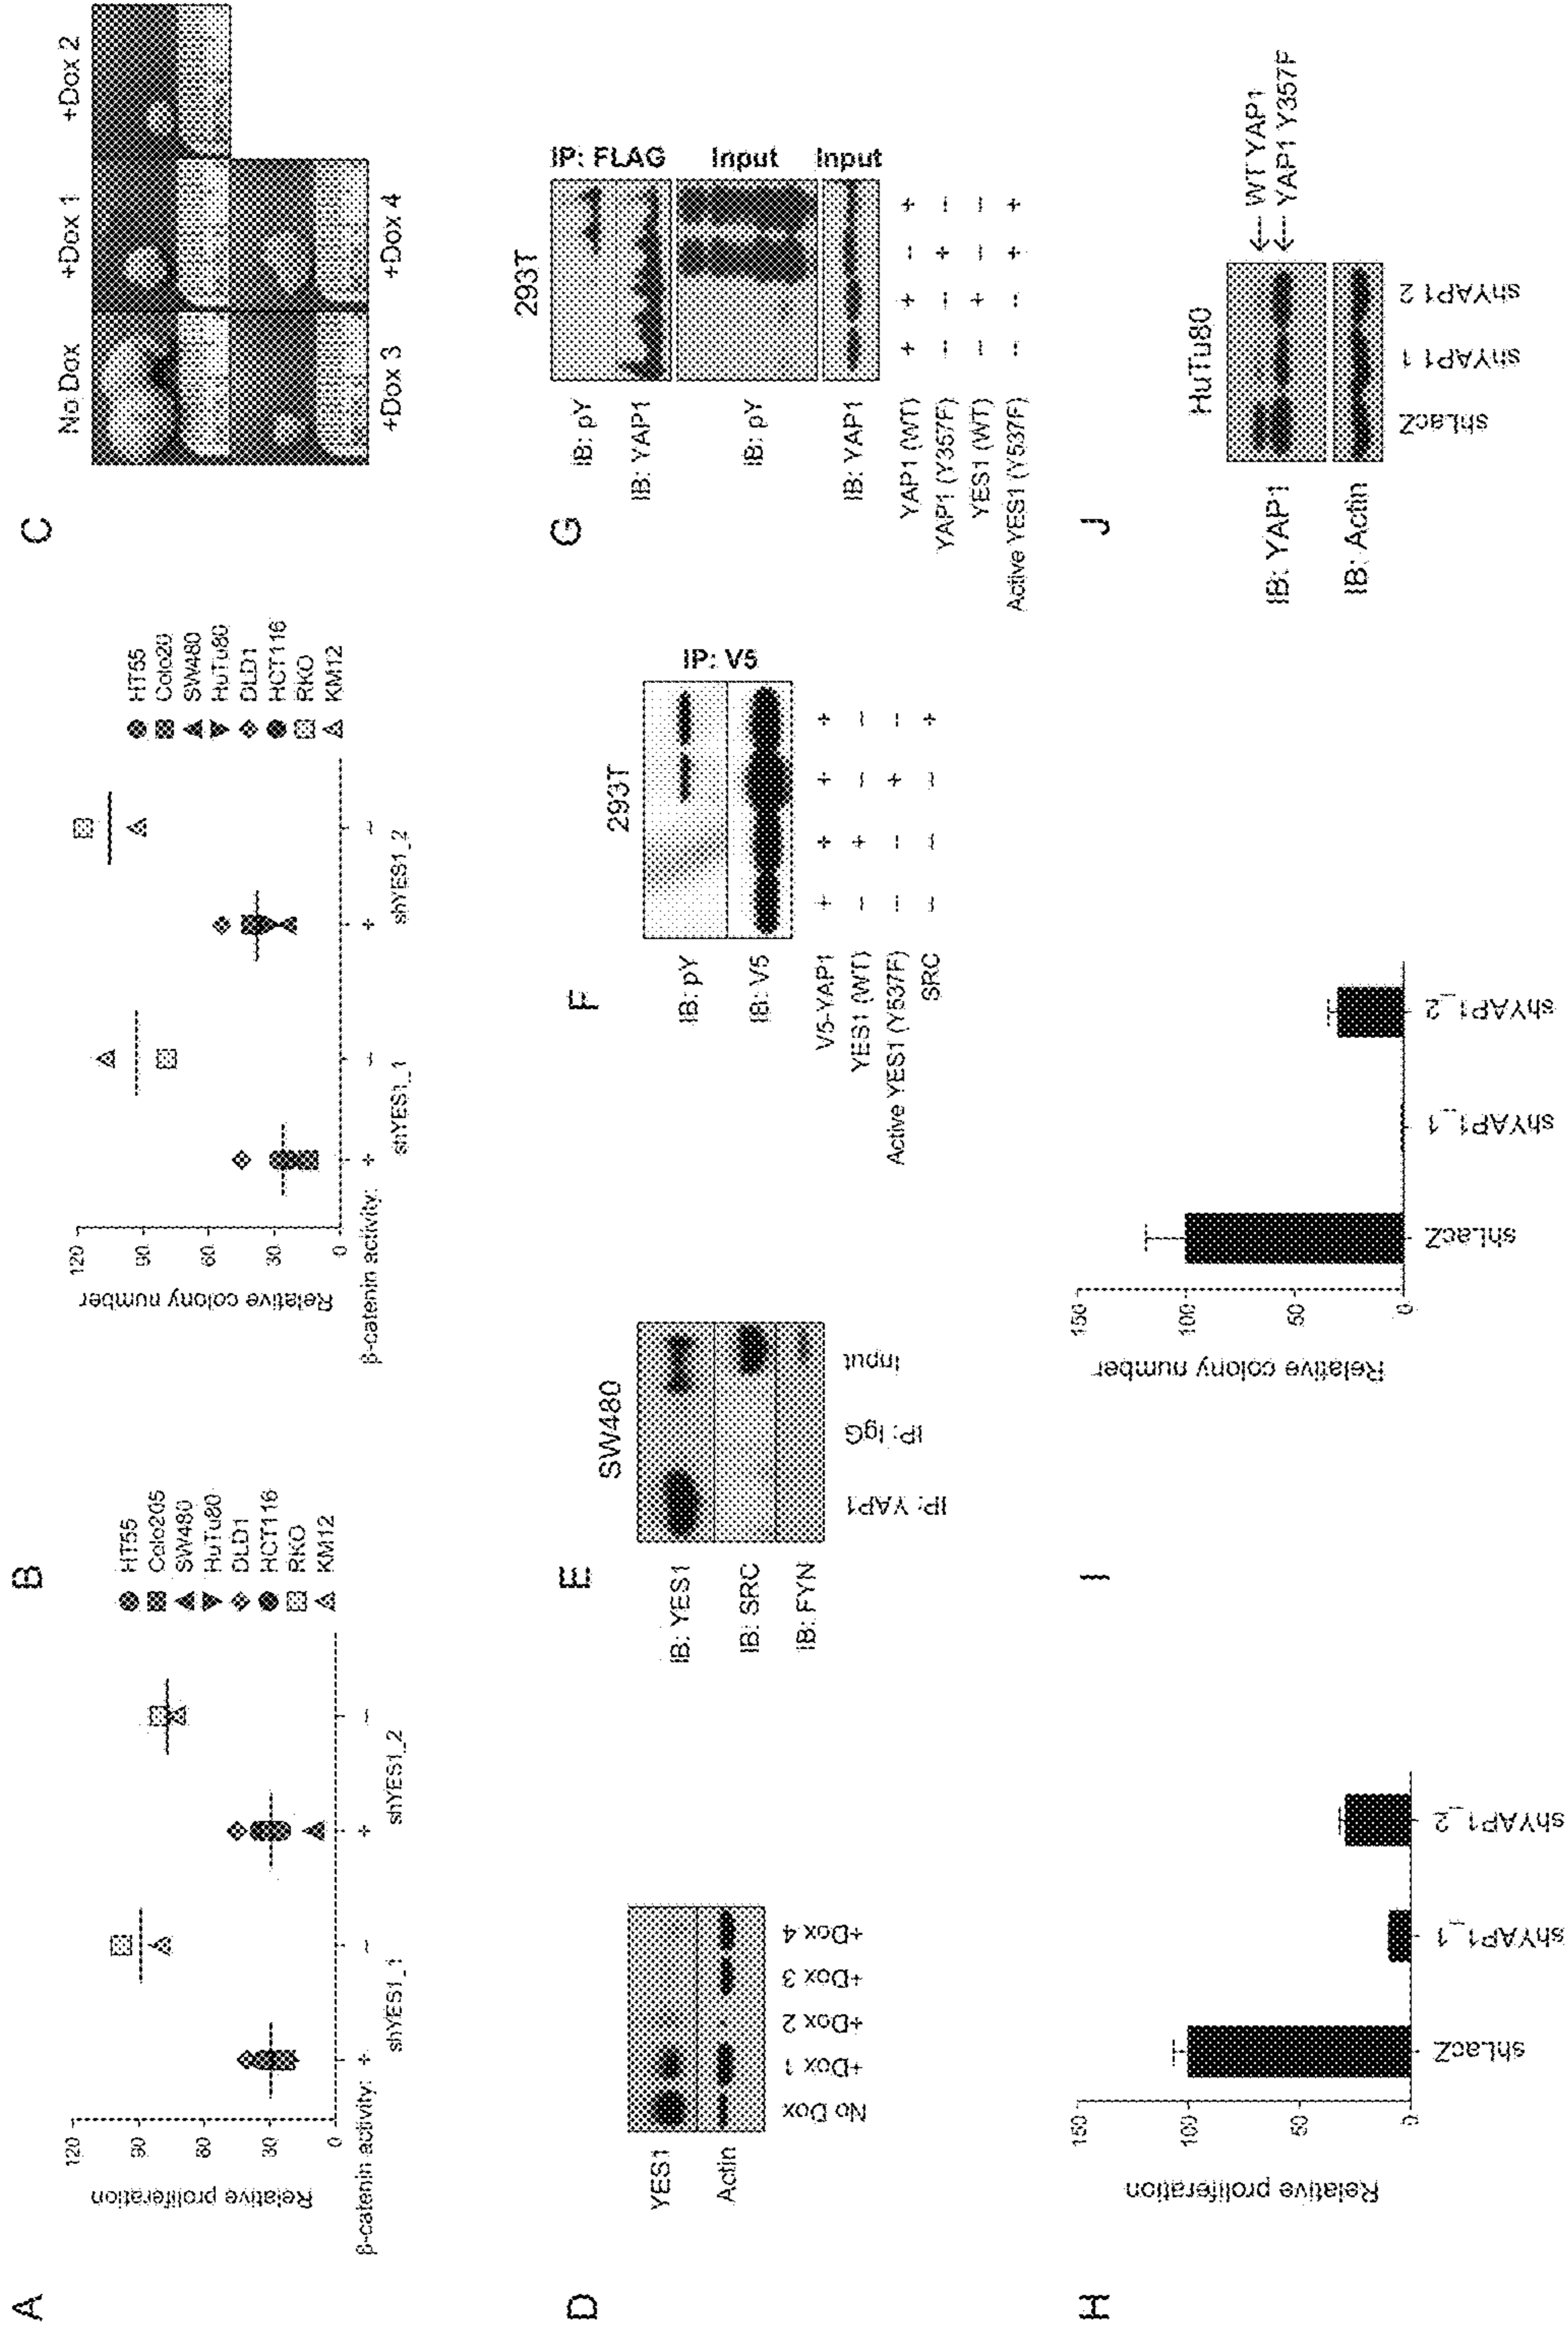 A
Relative proliferation
120
90
60
30
0
β-catenin activity:
+
–
+
–
shYES1_1
shYES1_2
HT55
Colo205
SW480
HuTu80
DLD1
HCT116
RKO
KM12
B
Relative colony number
120
90
60
30
0
β-catenin activity:
+
–
+
–
shYES1_1
shYES1_2
HT55
Colo20
SW480
HuTu80
DLD1
HCT116
RKO
KM12
C
No Dox
+Dox 1
+Dox 2
+Dox 3
+Dox 4
D
YES1
Actin
No Dox
+Dox 1
+Dox 2
+Dox 3
+Dox 4
E
SW480
IB: YES1
IB: SRC
IB: FYN
IP: YAP1
IP: IgG
Input
F
293T
IP: V5
IB: pY
IB: V5
V5-YAP1 + + + +
YES1 (WT) – + – –
Active YES1 (Y537F) – – + –
SRC – – – +
G
293T
IB: pY
IP: FLAG
IB: YAP1
IB: pY
Input
IB: YAP1
Input
YAP1 (WT) + + – +
YAP1 (Y357F) – – + –
YES1 (WT) – + – –
Active YES1 (Y537F) – – + +
H
Relative proliferation
150
100
50
0
shLacZ
shYAP1_1
shYAP1_2
I
Relative colony number
150
100
50
0
shLacZ
shYAP1_1
shYAP1_2
J
HuTu80
IB: YAP1
WT YAP1
YAP1 Y357F
IB: Actin
shLacZ
shYAP1 1
shYAP1 2